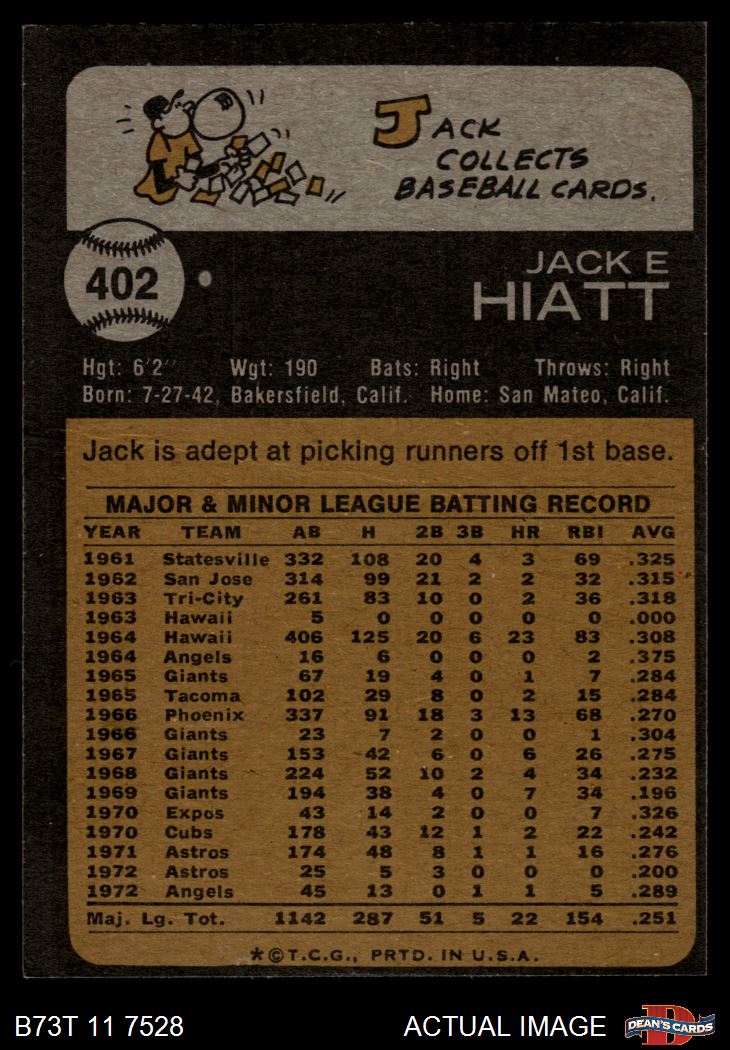 JACK
COLLECTS
BASEBALL CARDS.
402
JACK E
HIATT
Hgt: 6'2" Wgt: 190 Bats: Right Throws: Right
Born: 7-27-42, Bakersfield, Calif. Home: San Mateo, Calif.
Jack is adept at picking runners off 1st base.
MAJOR & MINOR LEAGUE BATTING RECORD
YEAR TEAM AB H 2B 3B HR RBI AVG
1961 Statesville 332 108 20 4 3 69 .325
1962 San Jose 314 99 21 2 2 32 .315
1963 Tri-City 261 83 10 0 2 36 .318
1963 Hawaii 5 0 0 0 0 0 .000
1964 Hawaii 406 125 20 6 23 83 .308
1964 Angels 16 6 0 0 0 2 .375
1965 Giants 67 19 4 0 1 7 .284
1965 Tacoma 102 29 8 0 2 15 .284
1966 Phoenix 337 91 18 3 13 68 .270
1966 Giants 23 7 2 0 0 1 .304
1967 Giants 153 42 6 0 6 26 .275
1968 Giants 224 52 10 2 4 34 .232
1969 Giants 194 38 4 0 7 34 .196
1970 Expos 43 14 2 0 0 7 .326
1970 Cubs 178 43 12 1 2 22 .242
1971 Astros 174 48 8 1 1 16 .276
1972 Astros 25 5 3 0 0 0 .200
1972 Angels 45 13 0 1 1 5 .289
Maj. Lg. Tot. 1142 287 51 5 22 154 .251
*©T.C.G., PRTD. IN U.S.A.
B73T 11 7528 ACTUAL IMAGE DEAN'S CARDS